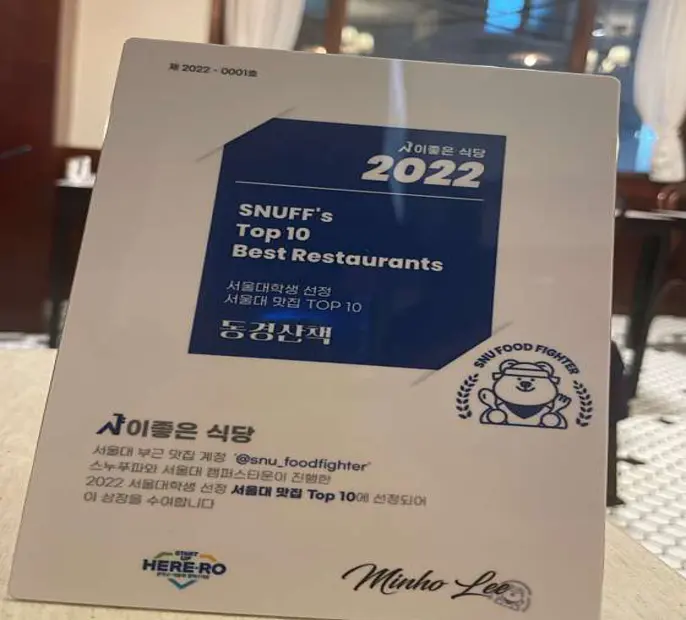 제 2022 - 0001호
샤이좋은 식당
2022
SNUFF's
Top 10
Best Restaurants
서울대학생 선정
서울대 맛집 TOP 10
동경산책
SNU FOOD FIGHTER
샤이좋은 식당
서울대 부근 맛집 계정 '@snu_foodfighter'
스누푸파와 서울대 캠퍼스타운이 진행한
2022 서울대학생 선정 서울대 맛집 Top 10에 선정되어
이 상장을 수여합니다
START
UP
HERE-RO
Minho Lee